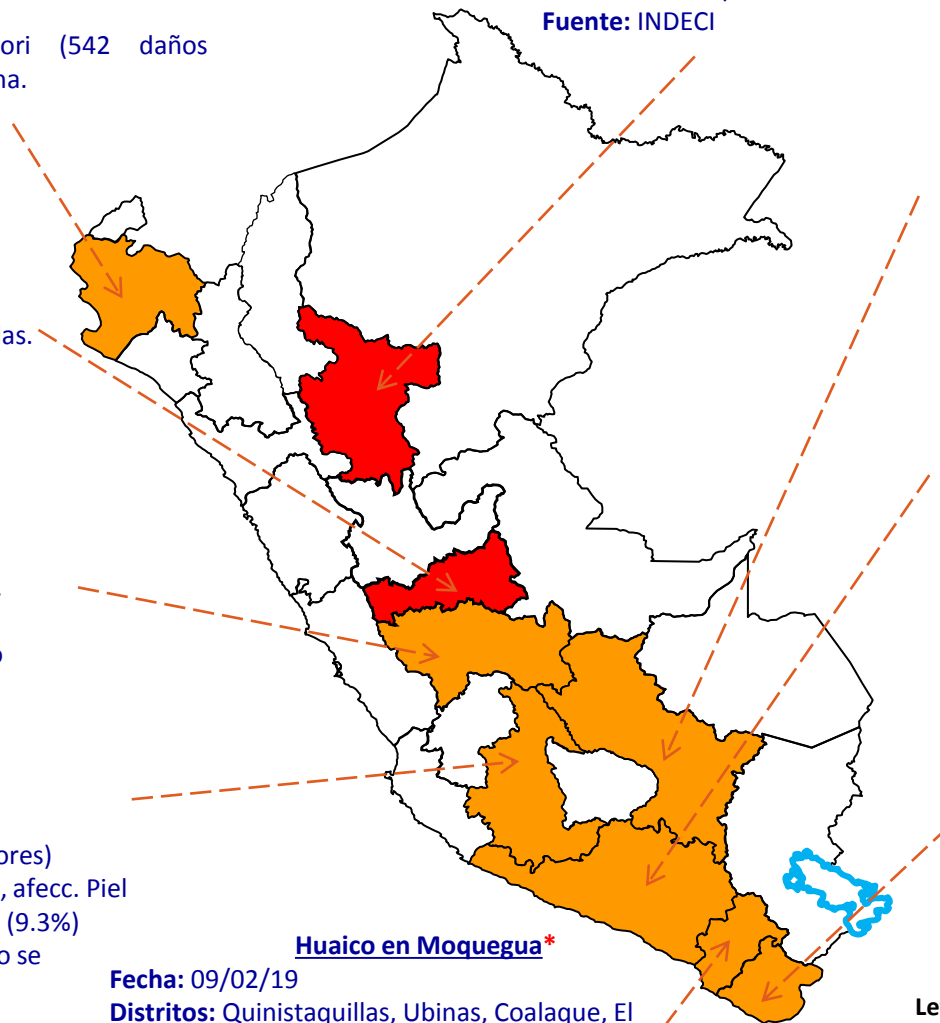 Fuente: INDECI
ori (542 daños
na.
as.
ores)
, afecc. Piel
(9.3%)
o se
Huaico en Moquegua*
Fecha: 09/02/19
Distritos: Quinistaquillas, Ubinas, Coalaque, El
Le